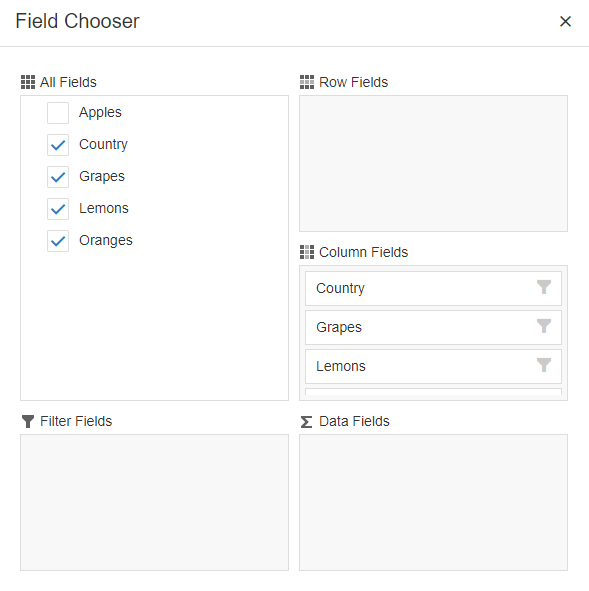 Field Chooser
All Fields
Apples
Country
Grapes
Lemons
Oranges
Row Fields
Column Fields
Country
Grapes
Lemons
Filter Fields
Data Fields